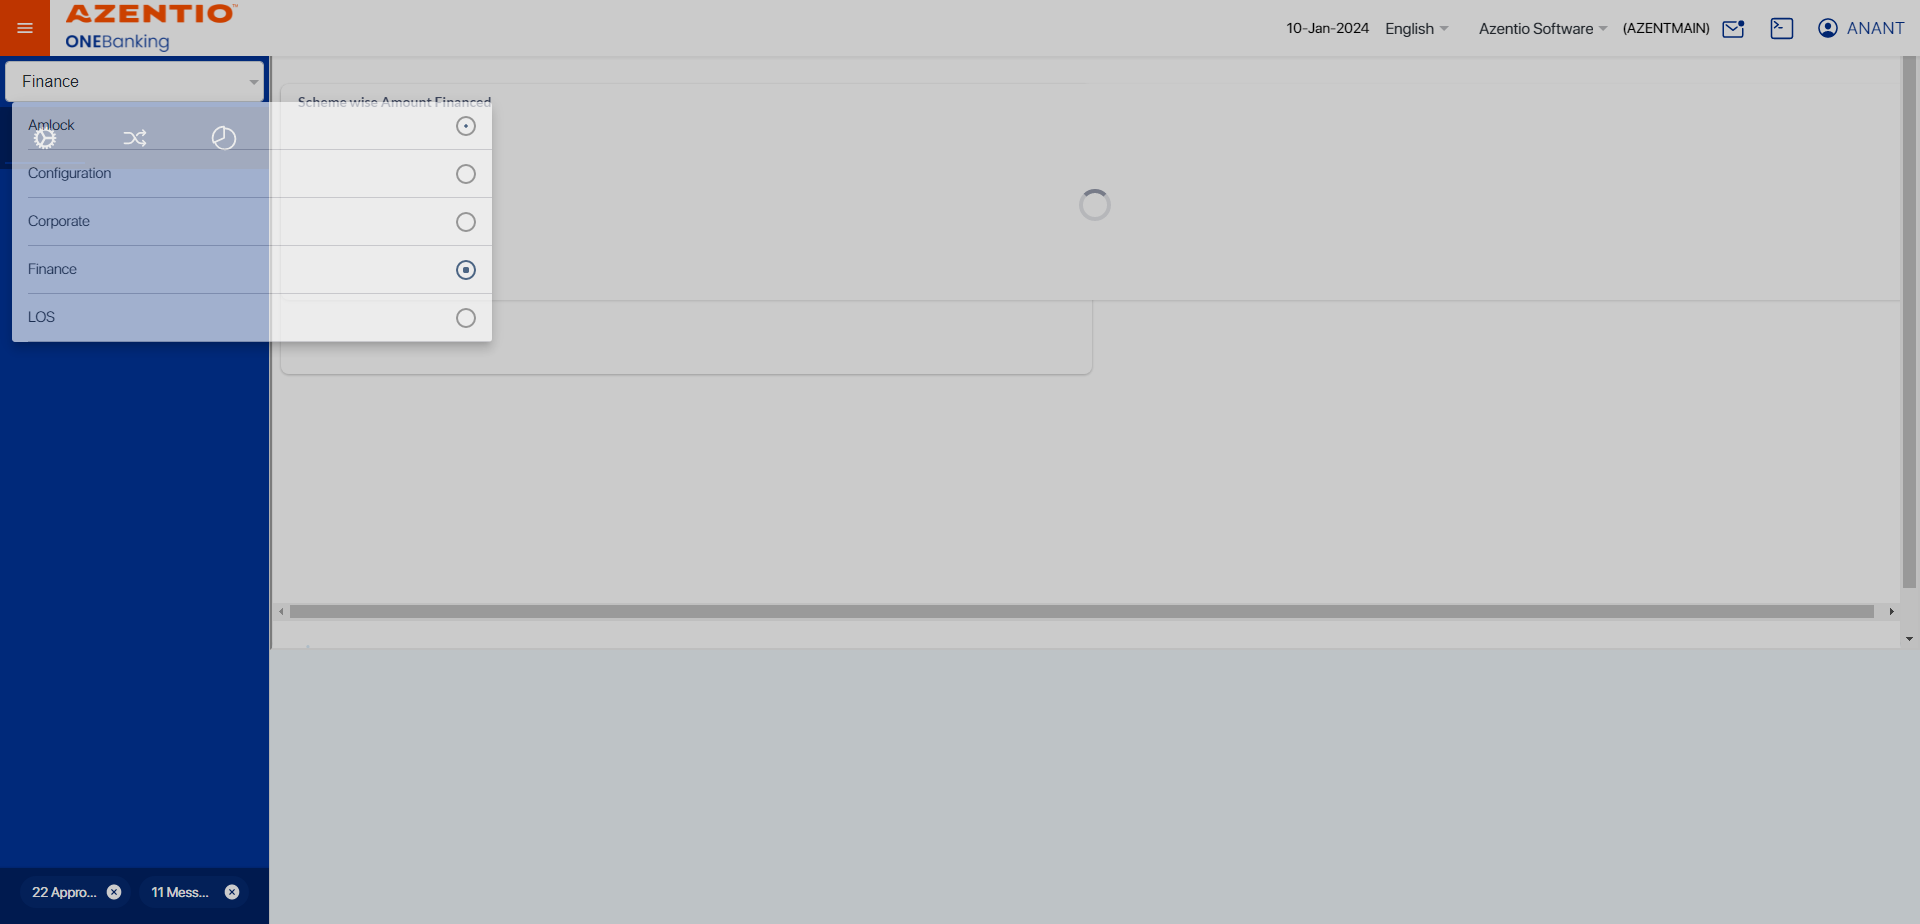 AZENTIO™
ONEBanking
10-Jan-2024
English
Azentio Software
(AZENTMAIN)
ANANT
Finance
Scheme wise Amount Financed
Amlock
Configuration
Corporate
Finance
LOS
22 Appro...
11 Mess...